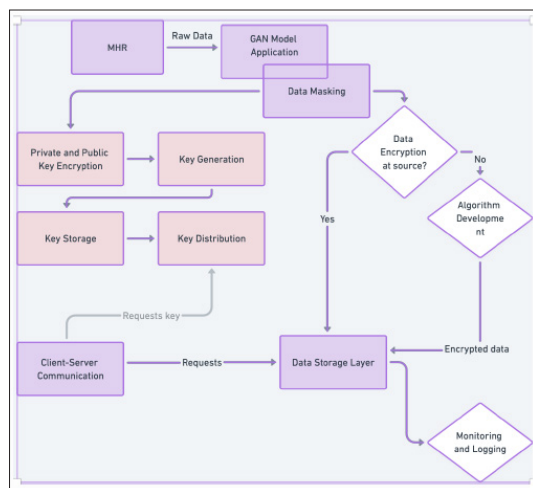 MHR
Raw Data
GAN Model
Application
Data Masking
Private and Public
Key Encryption
Key Generation
Data
Encryption
at source?
No
Yes
Algorithm
Developme
nt
Key Storage
Key Distribution
Requests key
Client-Server
Communication
Requests
Data Storage Layer
Encrypted data
Monitoring
and Logging